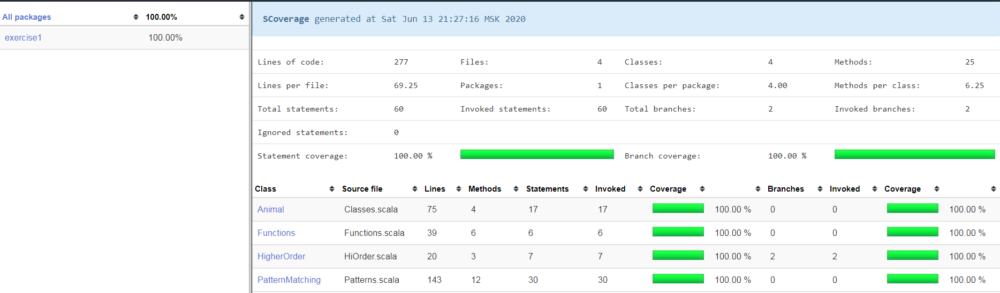 All packages 100.00%
exercise1 100.00%
SCoverage generated at Sat Jun 13 21:27:16 MSK 2020
Lines of code: 277 Files: 4 Classes: 4 Methods: 25
Lines per file: 69.25 Packages: 1 Classes per package: 4.00 Methods per class: 6.25
Total statements: 60 Invoked statements: 60 Total branches: 2 Invoked branches: 2
Ignored statements: 0
Statement coverage: 100.00 % Branch coverage: 100.00 %
Class Source file Lines Methods Statements Invoked Coverage Branches Invoked Coverage
Animal Classes.scala 75 4 17 17 100.00 % 0 0 100.00 %
Functions Functions.scala 39 6 6 6 100.00 % 0 0 100.00 %
HigherOrder HiOrder.scala 20 3 7 7 100.00 % 2 2 100.00 %
PatternMatching Patterns.scala 143 12 30 30 100.00 % 0 0 100.00 %